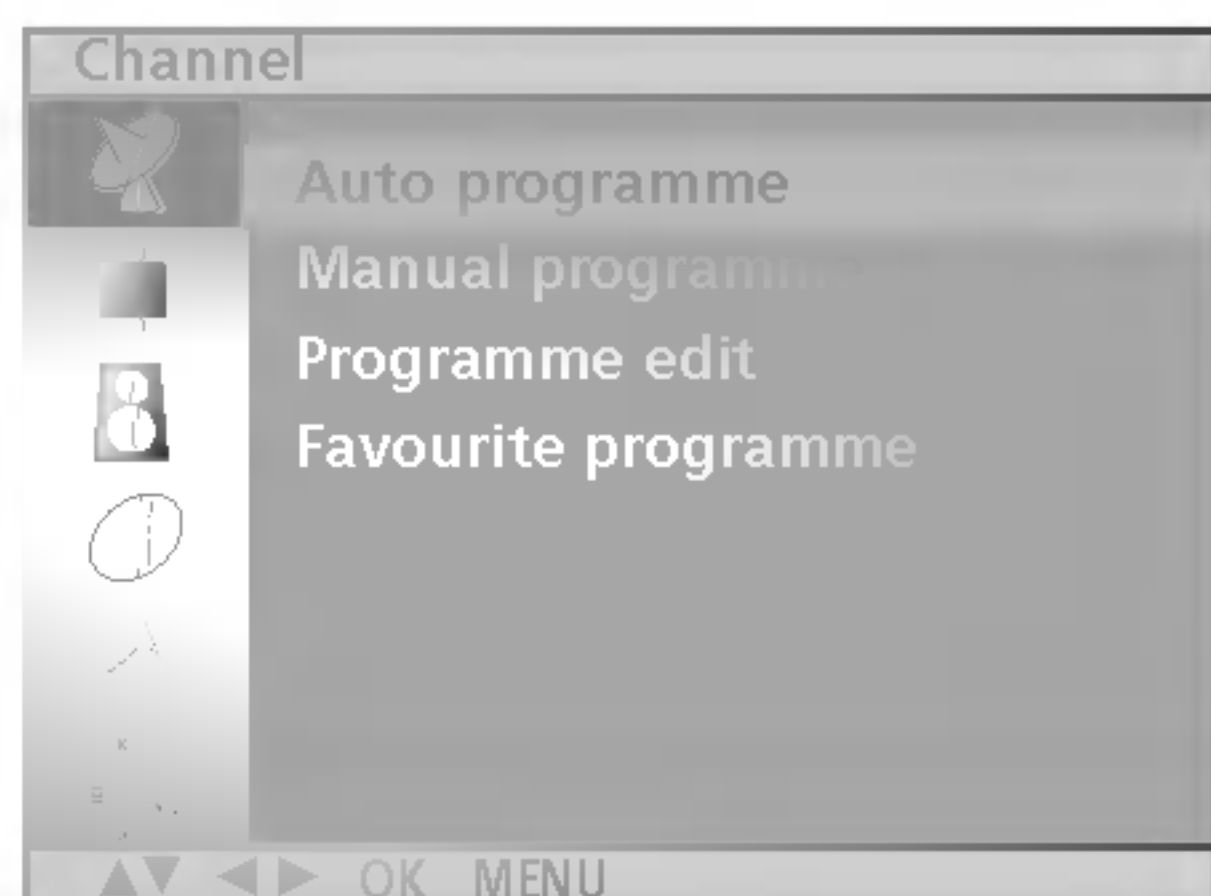 Channel
Auto programme
Manual programme
Programme edit
Favourite programme
▲▼ ◀▶ OK MENU